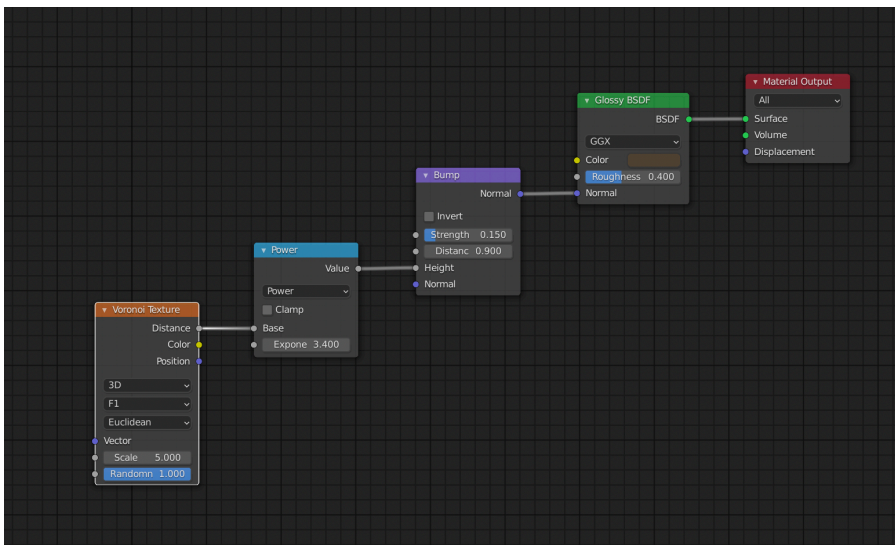 Voronoi Texture
Distance
Color
Position
3D
F1
Euclidean
Vector
Scale 5.000
Randomn 1.000
Power
Value
Power
Clamp
Base
Expone 3.400
Bump
Normal
Invert
Strength 0.150
Distanc 0.900
Height
Normal
Glossy BSDF
BSDF
GGX
Color
Roughness 0.400
Normal
Material Output
All
Surface
Volume
Displacement